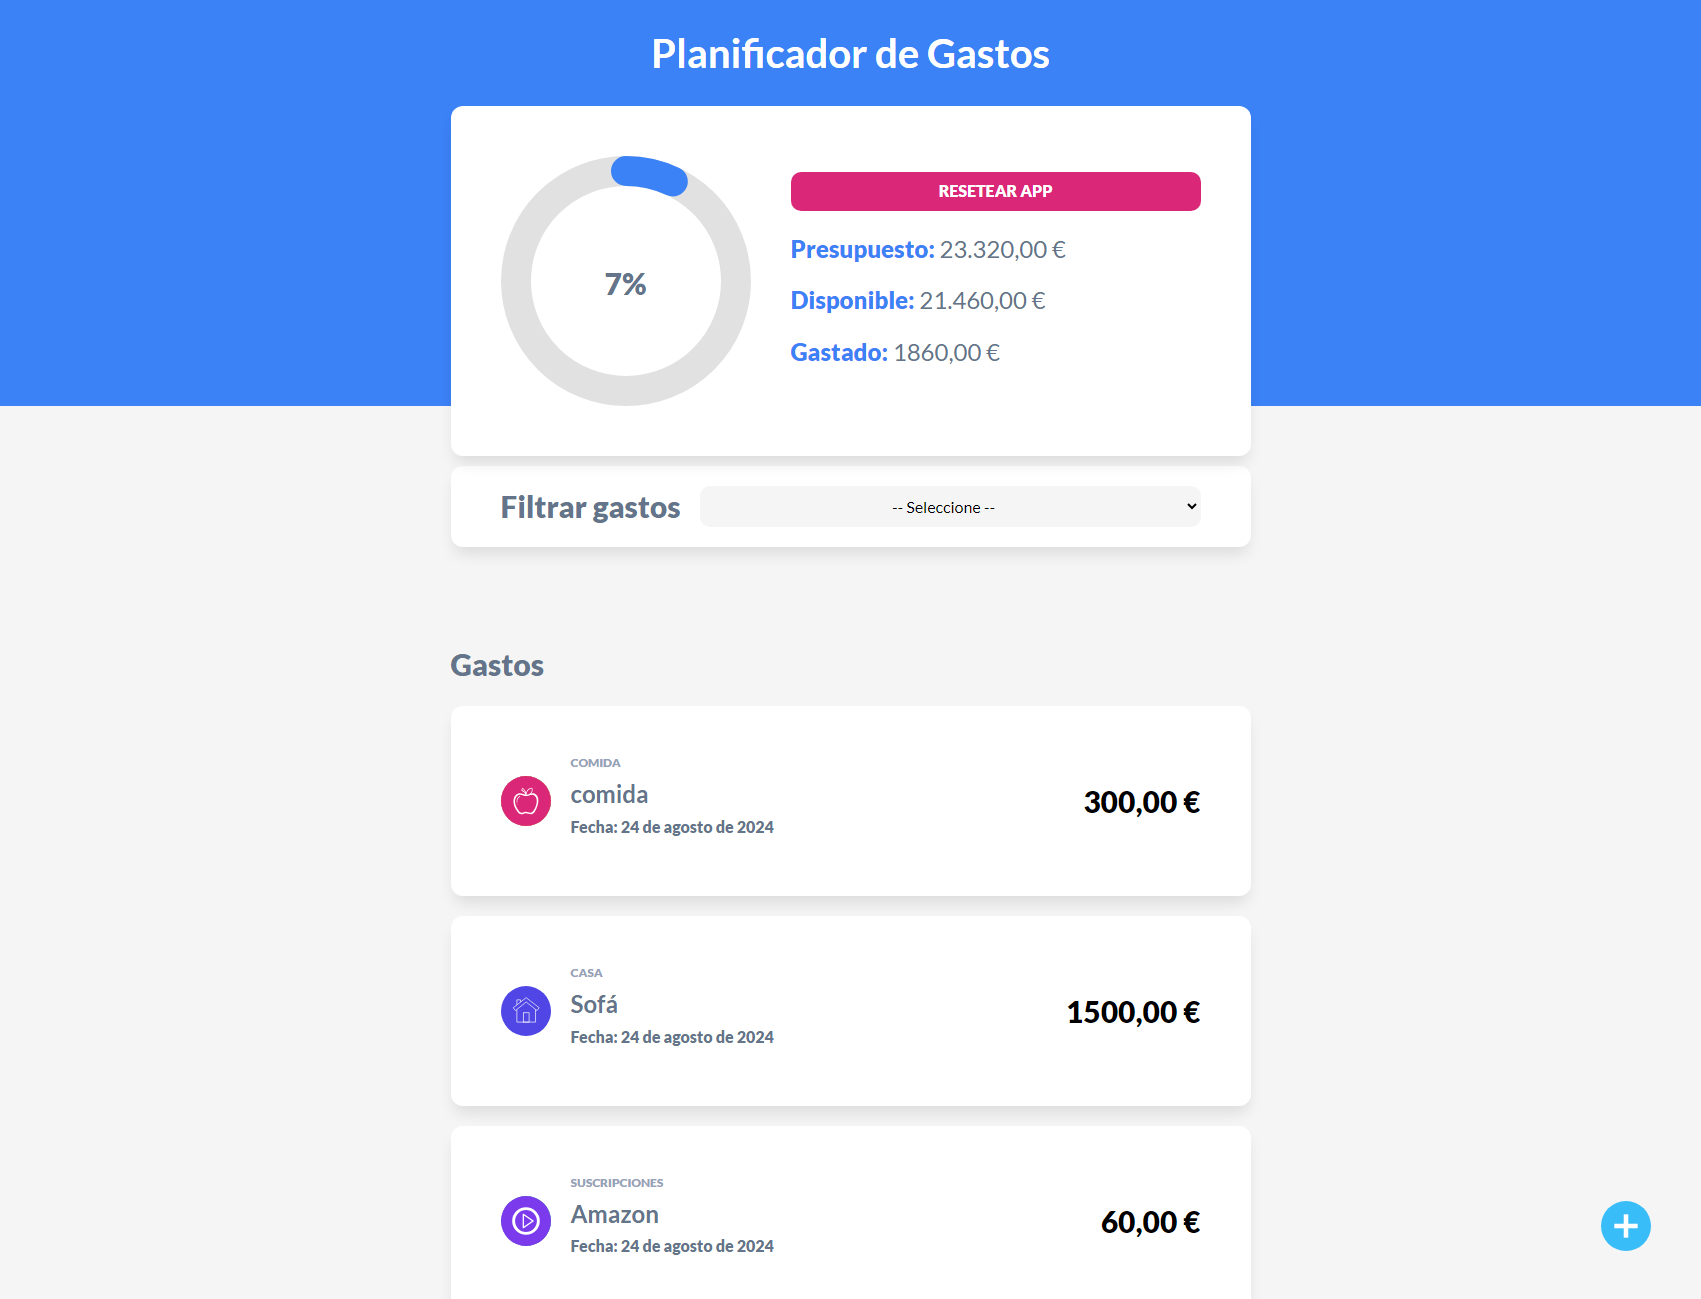 Planificador de Gastos
7%
RESETEAR APP
Presupuesto: 23.320,00 €
Disponible: 21.460,00 €
Gastado: 1860,00 €
Filtrar gastos
-- Seleccione --
Gastos
COMIDA
comida
Fecha: 24 de agosto de 2024
300,00 €
CASA
Sofá
Fecha: 24 de agosto de 2024
1500,00 €
SUSCRIPCIONES
Amazon
Fecha: 24 de agosto de 2024
60,00 €